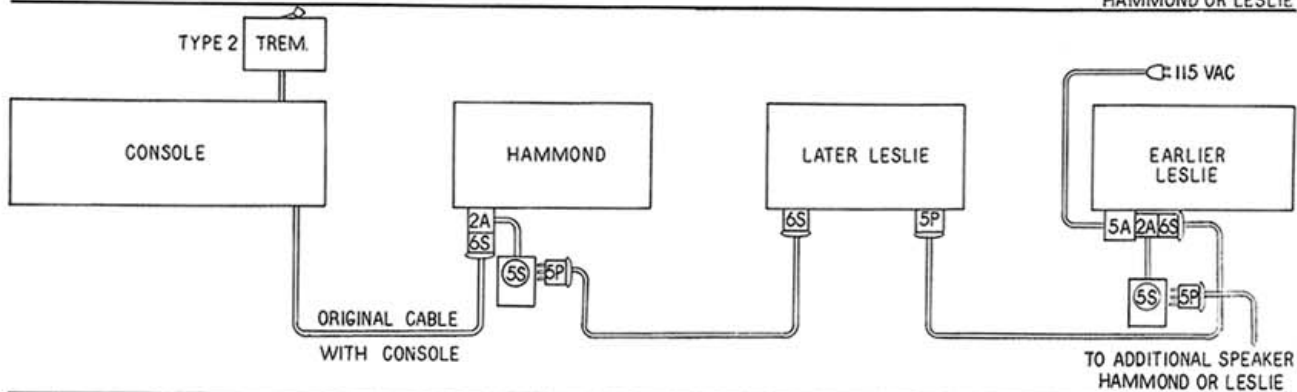 HAMMOND OR LESLIE
TYPE 2
TREM.
115 VAC
CONSOLE
HAMMOND
LATER LESLIE
EARLIER
LESLIE
2A
6S
6S
5P
5A
2A
6S
5S
5P
5S
5P
ORIGINAL CABLE
WITH CONSOLE
TO ADDITIONAL SPEAKER
HAMMOND OR LESLIE